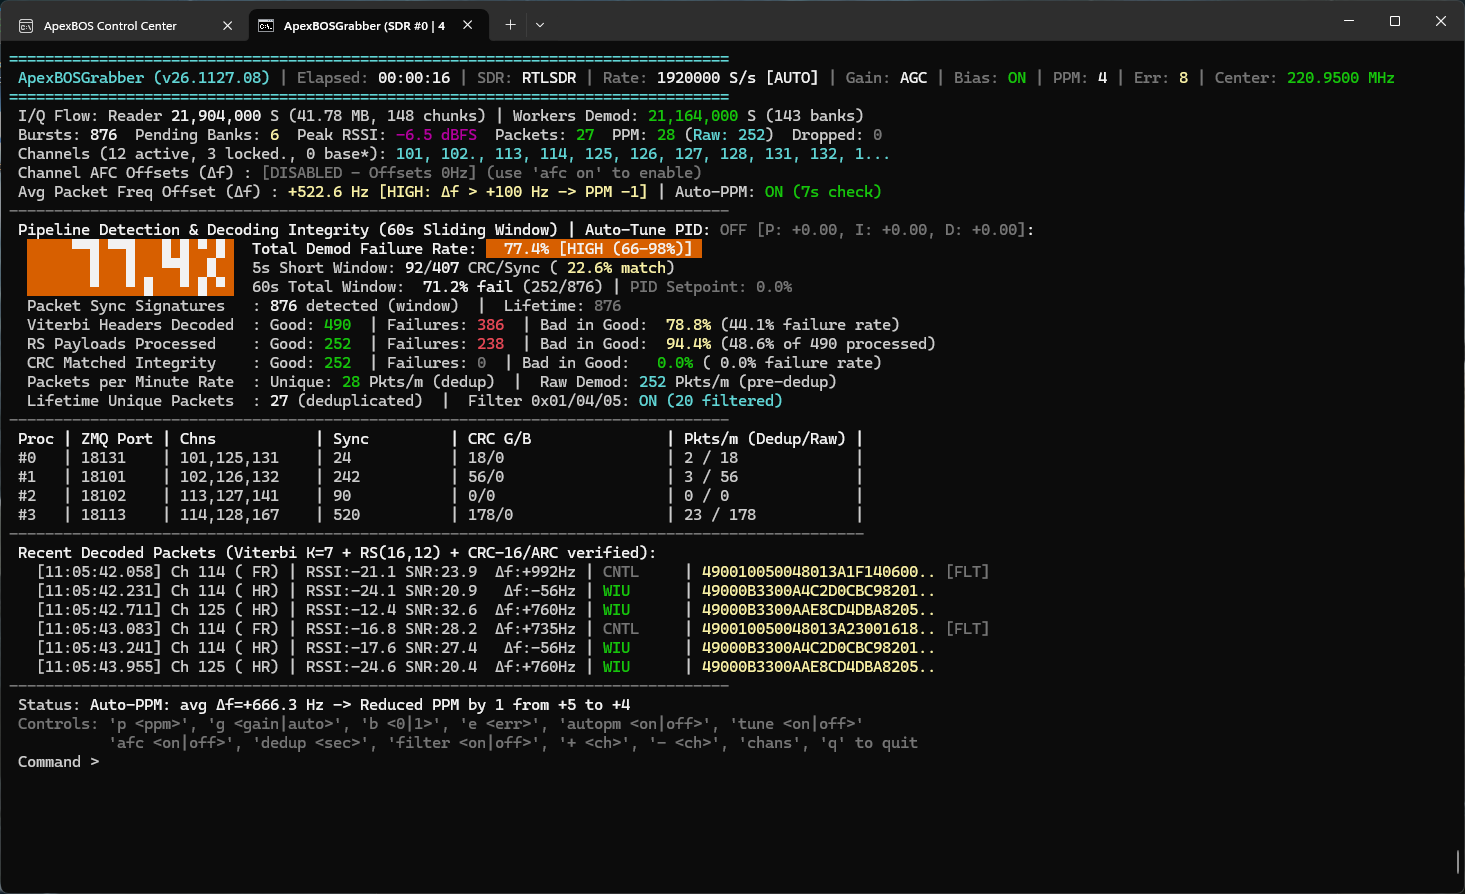 ApexBOS Control Center
ApexBOSGrabber (SDR #0 | 4
ApexBOSGrabber (v26.1127.08) | Elapsed: 00:00:16 | SDR: RTLSDR | Rate: 1920000 S/s [AUTO] | Gain: AGC | Bias: ON | PPM: 4 | Err: 8 | Center: 220.9500 MHz
I/Q Flow: Reader 21,904,000 S (41.78 MB, 148 chunks) | Workers Demod: 21,164,000 S (143 banks)
Bursts: 876  Pending Banks: 6  Peak RSSI: -6.5 dBFS  Packets: 27  PPM: 28 (Raw: 252)  Dropped: 0
Channels (12 active, 3 locked., 0 base*): 101, 102., 113, 114, 125, 126, 127, 128, 131, 132, 1...
Channel AFC Offsets (Δf) : [DISABLED - Offsets 0Hz] (use 'afc on' to enable)
Avg Packet Freq Offset (Δf) : +522.6 Hz [HIGH: Δf > +100 Hz -> PPM -1] | Auto-PPM: ON (7s check)
Pipeline Detection & Decoding Integrity (60s Sliding Window) | Auto-Tune PID: OFF [P: +0.00, I: +0.00, D: +0.00]:
77.4%
Total Demod Failure Rate:   77.4% [HIGH (66-98%)]
5s Short Window: 92/407 CRC/Sync ( 22.6% match)
60s Total Window:  71.2% fail (252/876) | PID Setpoint: 0.0%
Packet Sync Signatures   : 876 detected (window)  |  Lifetime: 876
Viterbi Headers Decoded  : Good: 490  | Failures: 386  | Bad in Good:  78.8% (44.1% failure rate)
RS Payloads Processed    : Good: 252  | Failures: 238  | Bad in Good:  94.4% (48.6% of 490 processed)
CRC Matched Integrity    : Good: 252  | Failures: 0  | Bad in Good:   0.0% ( 0.0% failure rate)
Packets per Minute Rate  : Unique: 28 Pkts/m (dedup)  |  Raw Demod: 252 Pkts/m (pre-dedup)
Lifetime Unique Packets  : 27 (deduplicated)  |  Filter 0x01/04/05: ON (20 filtered)
Proc | ZMQ Port | Chns           | Sync         | CRC G/B               | Pkts/m (Dedup/Raw) |
#0   | 18131    | 101,125,131    | 24           | 18/0                  | 2 / 18             |
#1   | 18101    | 102,126,132    | 242          | 56/0                  | 3 / 56             |
#2   | 18102    | 113,127,141    | 90           | 0/0                   | 0 / 0              |
#3   | 18113    | 114,128,167    | 520          | 178/0                 | 23 / 178           |
Recent Decoded Packets (Viterbi K=7 + RS(16,12) + CRC-16/ARC verified):
[11:05:42.058] Ch 114 ( FR) | RSSI:-21.1 SNR:23.9  Δf:+992Hz | CNTL     | 490010050048013A1F140600.. [FLT]
[11:05:42.231] Ch 114 ( HR) | RSSI:-24.1 SNR:20.9   Δf:-56Hz | WIU      | 49000B3300A4C2D0CBC98201..
[11:05:42.711] Ch 125 ( HR) | RSSI:-12.4 SNR:32.6  Δf:+760Hz | WIU      | 49000B3300AAE8CD4DBA8205..
[11:05:43.083] Ch 114 ( FR) | RSSI:-16.8 SNR:28.2  Δf:+735Hz | CNTL     | 490010050048013A23001618.. [FLT]
[11:05:43.241] Ch 114 ( HR) | RSSI:-17.6 SNR:27.4   Δf:-56Hz | WIU      | 49000B3300A4C2D0CBC98201..
[11:05:43.955] Ch 125 ( HR) | RSSI:-24.6 SNR:20.4  Δf:+760Hz | WIU      | 49000B3300AAE8CD4DBA8205..
Status: Auto-PPM: avg Δf=+666.3 Hz -> Reduced PPM by 1 from +5 to +4
Controls: 'p <ppm>', 'g <gain|auto>', 'b <0|1>', 'e <err>', 'autopm <on|off>', 'tune <on|off>'
'afc <on|off>', 'dedup <sec>', 'filter <on|off>', '+ <ch>', '- <ch>', 'chans', 'q' to quit
Command >